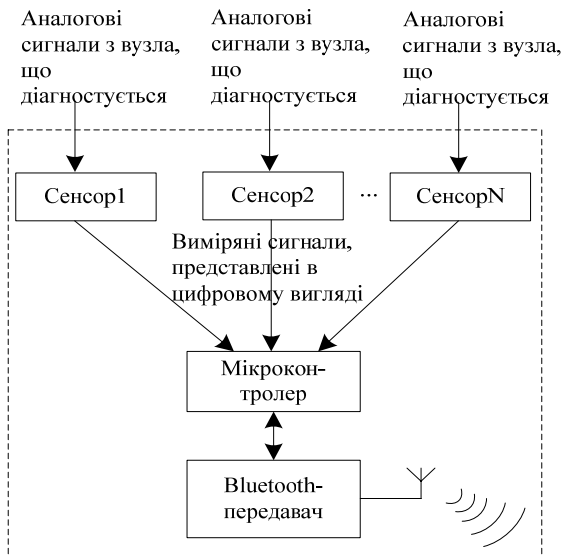 Аналогові
сигнали з вузла,
що
діагностується
Аналогові
сигнали з вузла,
що
діагностується
Аналогові
сигнали з вузла,
що
діагностується
Сенсор1
Сенсор2
...
СенсорN
Виміряні сигнали,
представлені в
цифровому вигляді
Мікрокон-
тролер
Bluetooth-
передавач